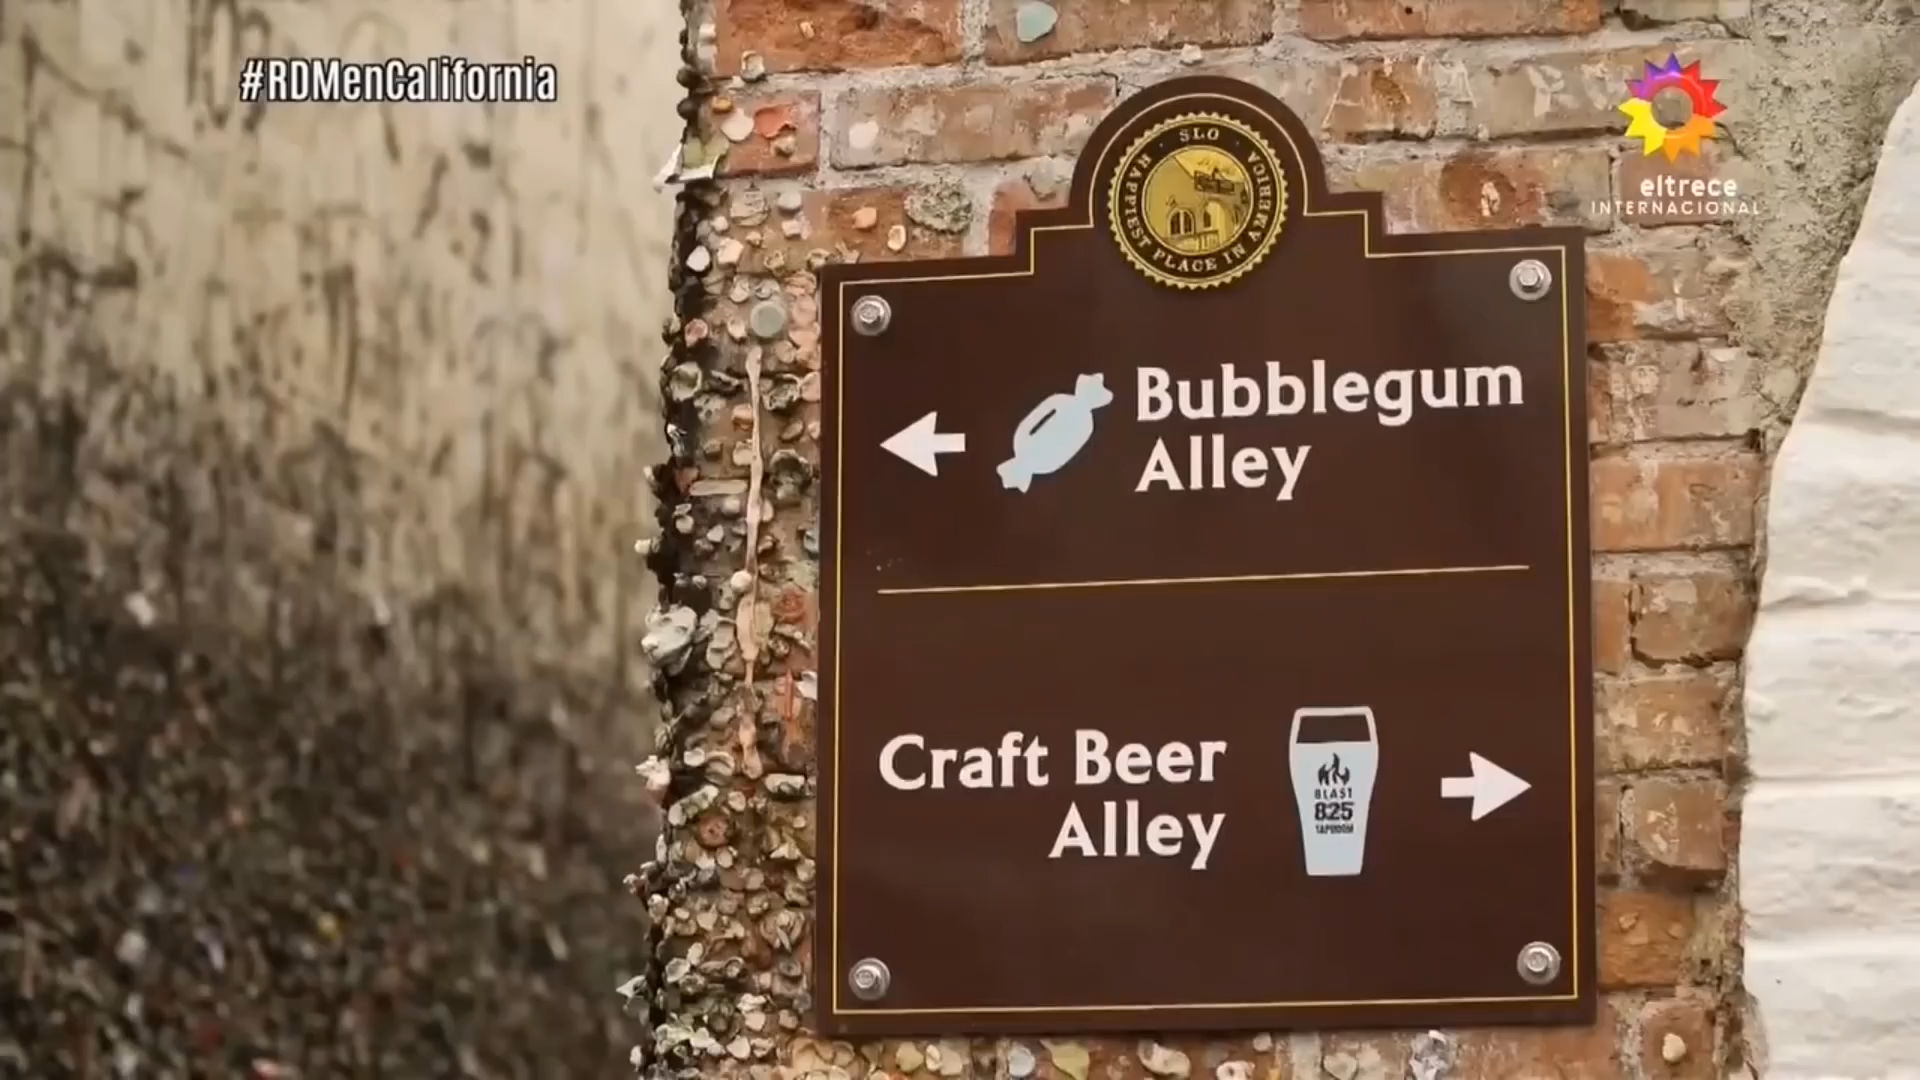 #RDMenCalifornia
eltrece
INTERNACIONAL
· SLO ·
HAPPIEST PLACE IN AMERICA
Bubblegum
Alley
Craft Beer
Alley
BLAST
825
TAPROOM